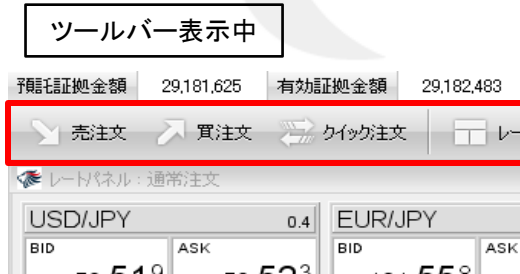 ツールバー表示中
預託証拠金額 29,181,625 有効証拠金額 29,182,483
売注文 買注文 クイック注文
レートパネル：通常注文
USD/JPY 0.4 EUR/JPY
BID ASK BID ASK